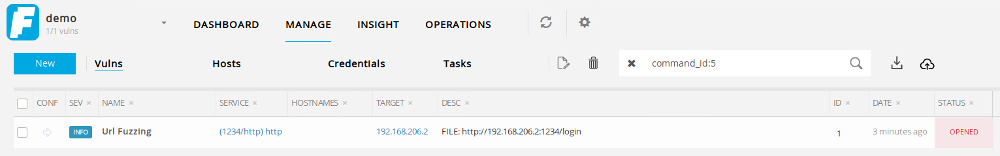 demo
1/1 vulns
DASHBOARD MANAGE INSIGHT OPERATIONS
New Vulns Hosts Credentials Tasks command_id:5
CONF SEV NAME SERVICE HOSTNAMES TARGET DESC ID DATE STATUS
INFO Url Fuzzing (1234/http) http 192.168.206.2 FILE: http://192.168.206.2:1234/login 1 3 minutes ago OPENED